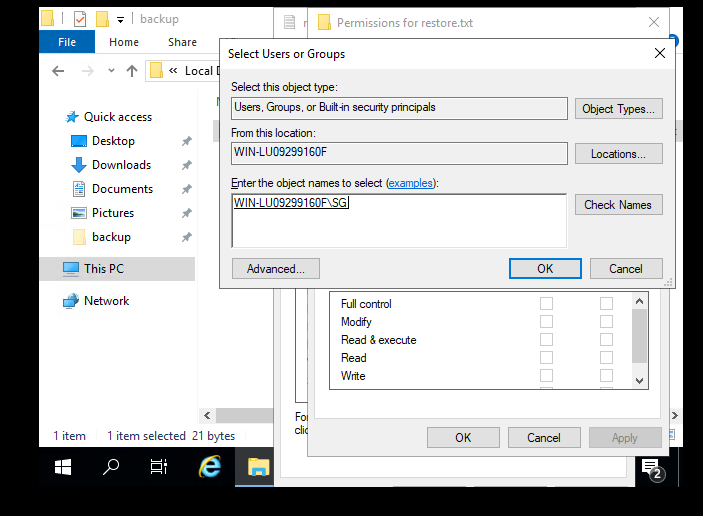 backup
Permissions for restore.txt
File
Home
Share
Select Users or Groups
Local D
Select this object type:
Users, Groups, or Built-in security principals
Object Types...
From this location:
WIN-LU09299160F
Locations...
Enter the object names to select (examples):
WIN-LU09299160F\SG
Check Names
Advanced...
OK
Cancel
Quick access
Desktop
Downloads
Documents
Pictures
backup
This PC
Network
Full control
Modify
Read & execute
Read
Write
For
clic
OK
Cancel
Apply
1 item
1 item selected
21 bytes
2